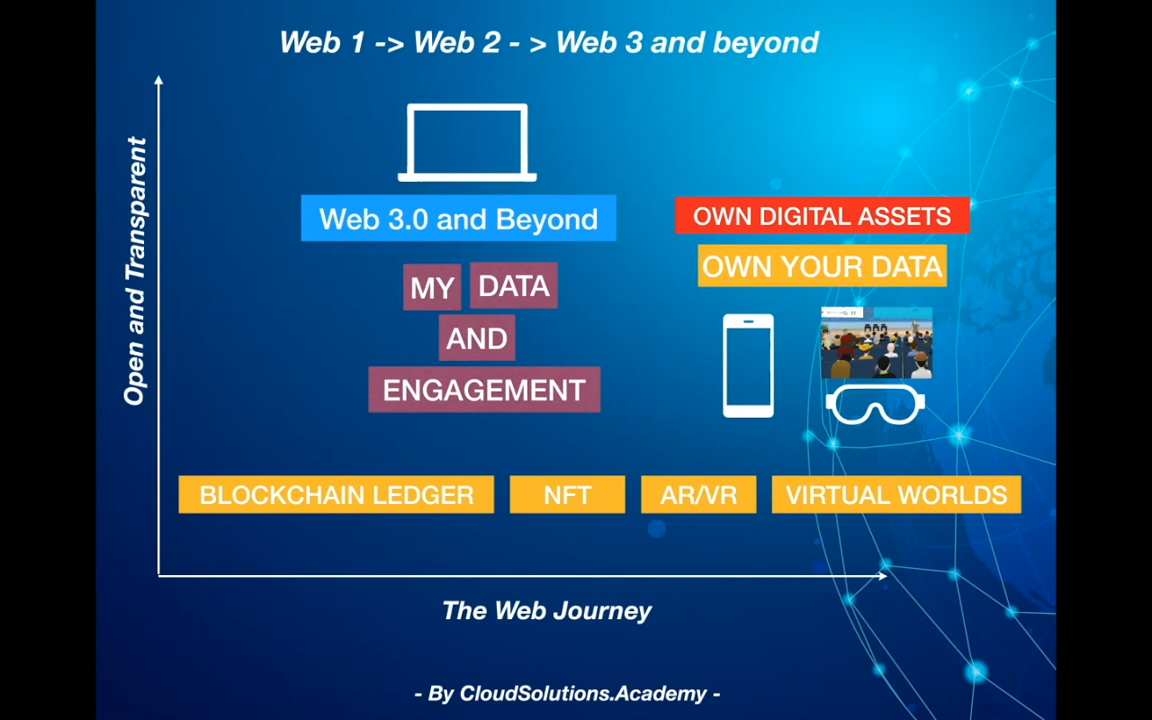 Web 1 -> Web 2 - > Web 3 and beyond
Open and Transparent
Web 3.0 and Beyond
MY DATA
AND
ENGAGEMENT
OWN DIGITAL ASSETS
OWN YOUR DATA
BLOCKCHAIN LEDGER NFT AR/VR VIRTUAL WORLDS
The Web Journey
- By CloudSolutions.Academy -